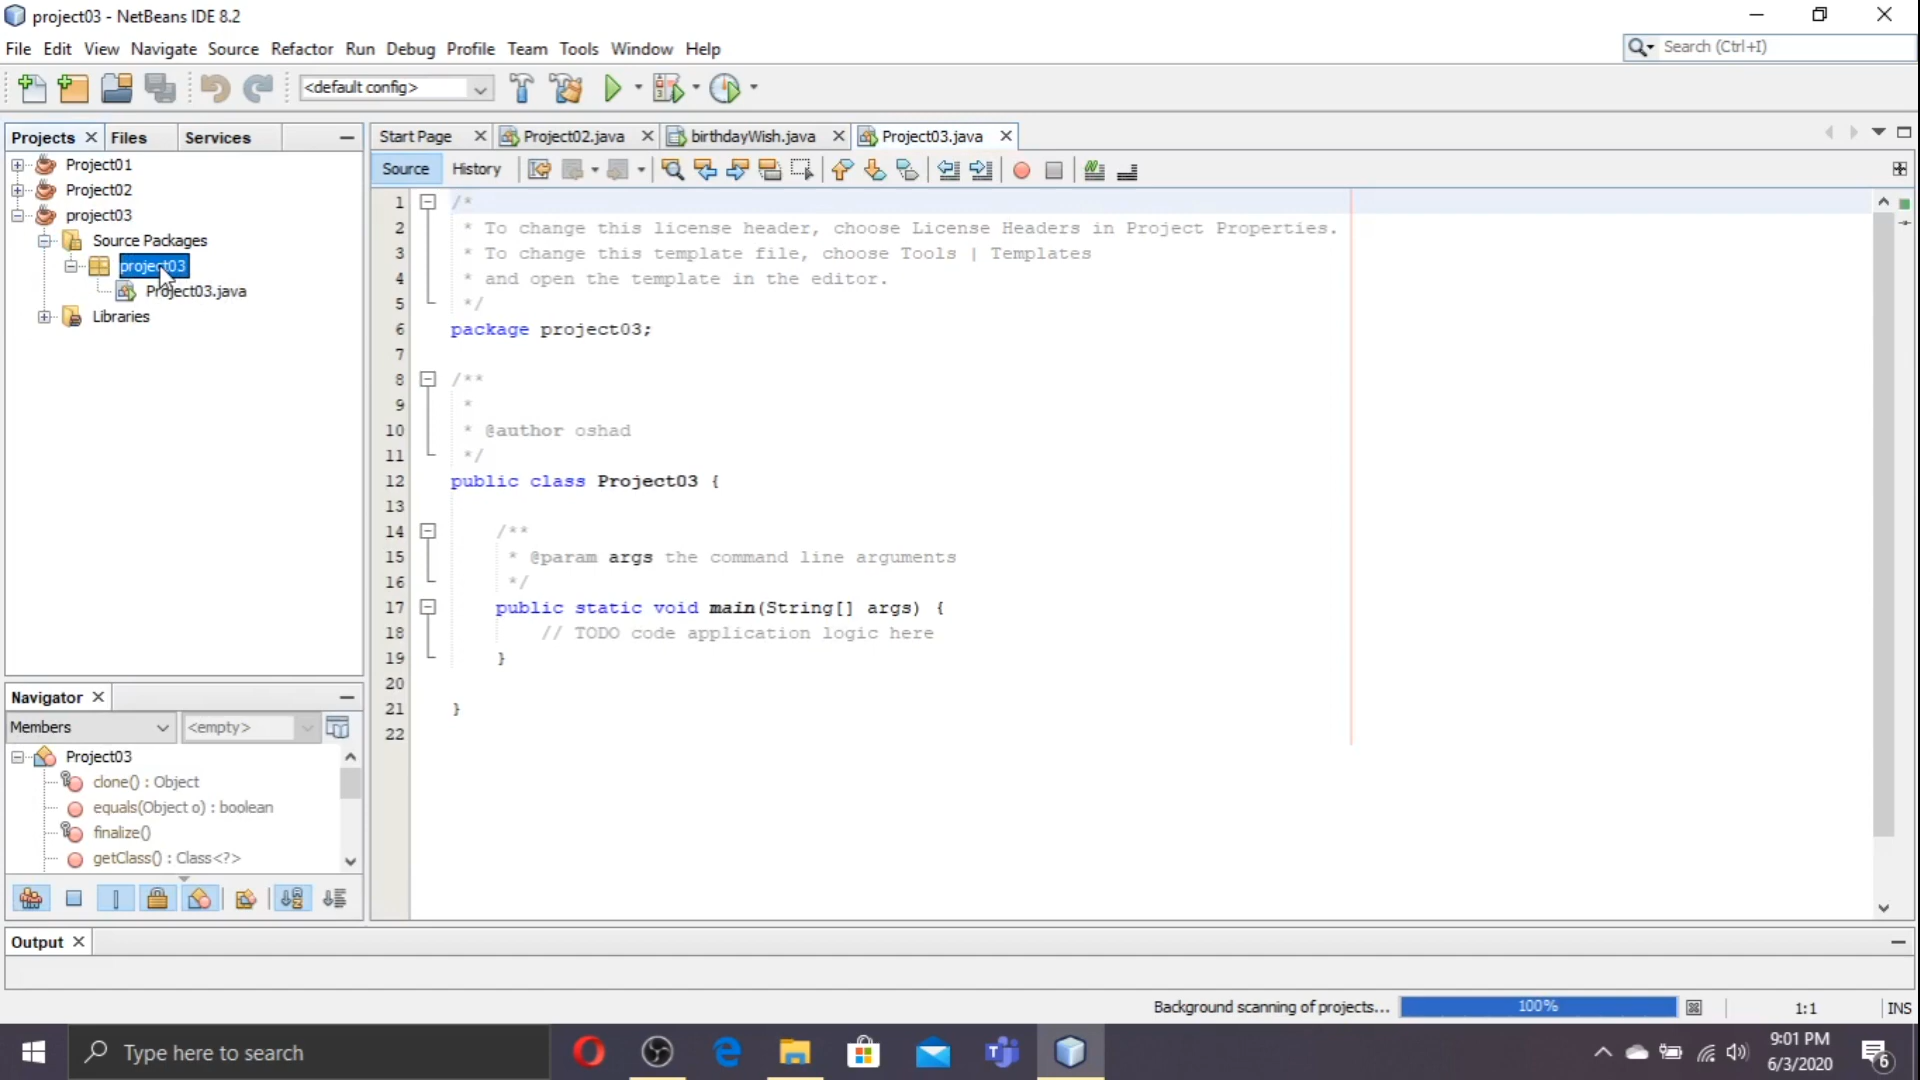 project03 - NetBeans IDE 8.2
File Edit View Navigate Source Refactor Run Debug Profile Team Tools Window Help
Search (Ctrl+I)
<default config>
Projects Files Services
Start Page Project02.java birthdayWish.java Project03.java
Source History
Project01
Project02
project03
Source Packages
project03
Project03.java
Libraries
1 /*
2 * To change this license header, choose License Headers in Project Properties.
3 * To change this template file, choose Tools | Templates
4 * and open the template in the editor.
5 */
6 package project03;
7
8 /**
9 *
10 * @author oshad
11 */
12 public class Project03 {
13
14 /**
15 * @param args the command line arguments
16 */
17 public static void main(String[] args) {
18 // TODO code application logic here
19 }
20
21 }
22
Navigator
Members <empty>
Project03
clone() : Object
equals(Object o) : boolean
finalize()
getClass() : Class<?>
Output
Background scanning of projects... 100% 1:1 INS
Type here to search
9:01 PM
6/3/2020
6